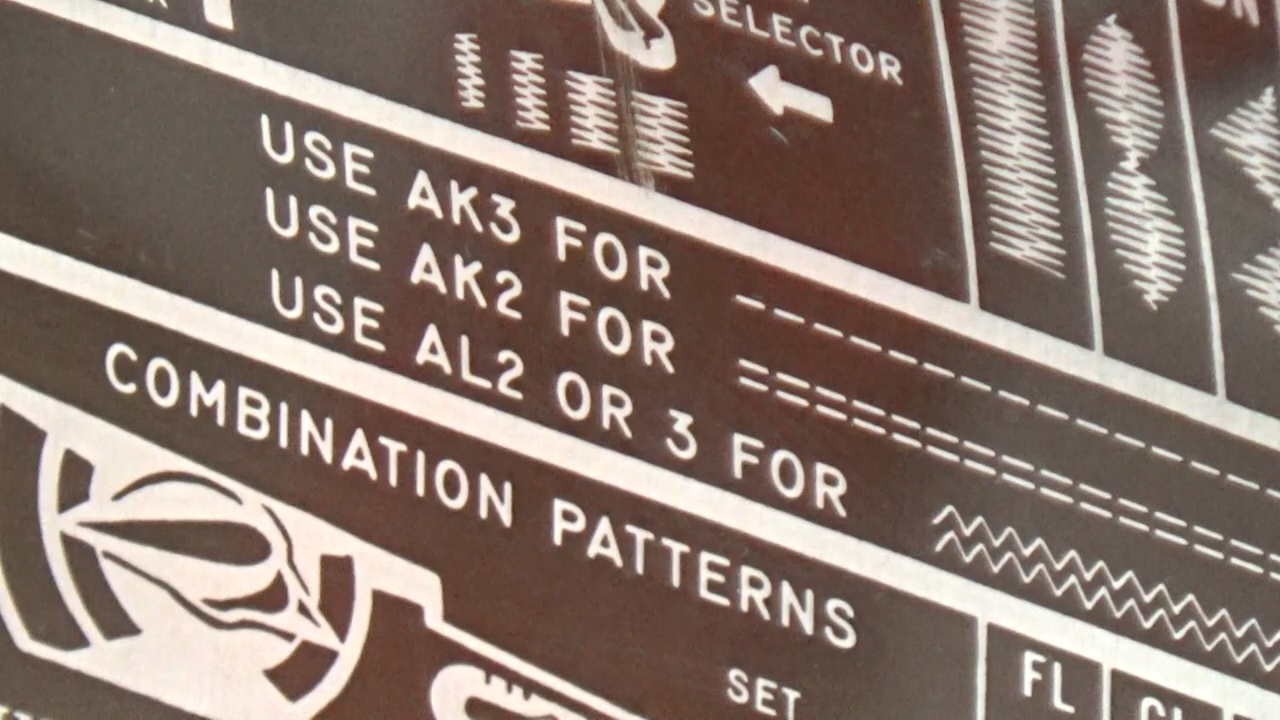 SELECTOR
USE AK3 FOR
USE AK2 FOR
USE AL2 OR 3 FOR
COMBINATION PATTERNS
SET
FL